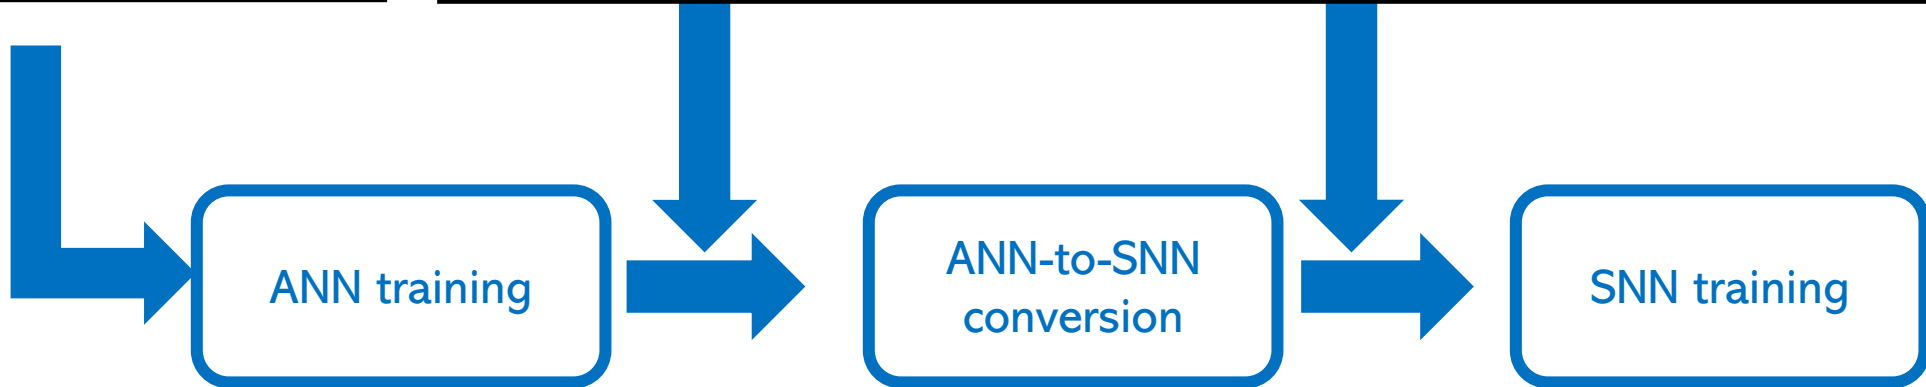 ANN training
ANN-to-SNN
conversion
SNN training